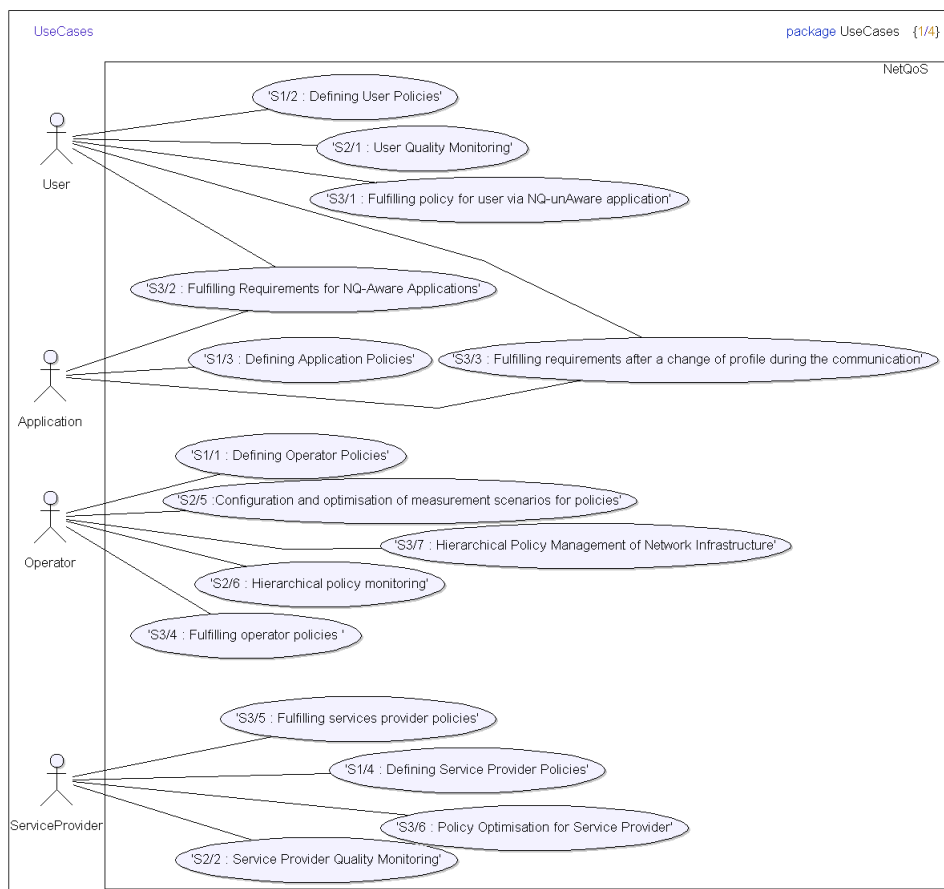 UseCases
package UseCases {1/4}
NetQoS
'S1/2 : Defining User Policies'
'S2/1 : User Quality Monitoring'
User
'S3/1 : Fulfilling policy for user via NQ-unAware application'
'S3/2 : Fulfilling Requirements for NQ-Aware Applications'
'S1/3 : Defining Application Policies'
'S3/3 : Fulfilling requirements after a change of profile during the communication'
Application
'S1/1 : Defining Operator Policies'
'S2/5 :Configuration and optimisation of measurement scenarios for policies'
'S3/7 : Hierarchical Policy Management of Network Infrastructure'
Operator
'S2/6 : Hierarchical policy monitoring'
'S3/4 : Fulfilling operator policies '
'S3/5 : Fulfilling services provider policies'
'S1/4 : Defining Service Provider Policies'
ServiceProvider
'S3/6 : Policy Optimisation for Service Provider'
'S2/2 : Service Provider Quality Monitoring'